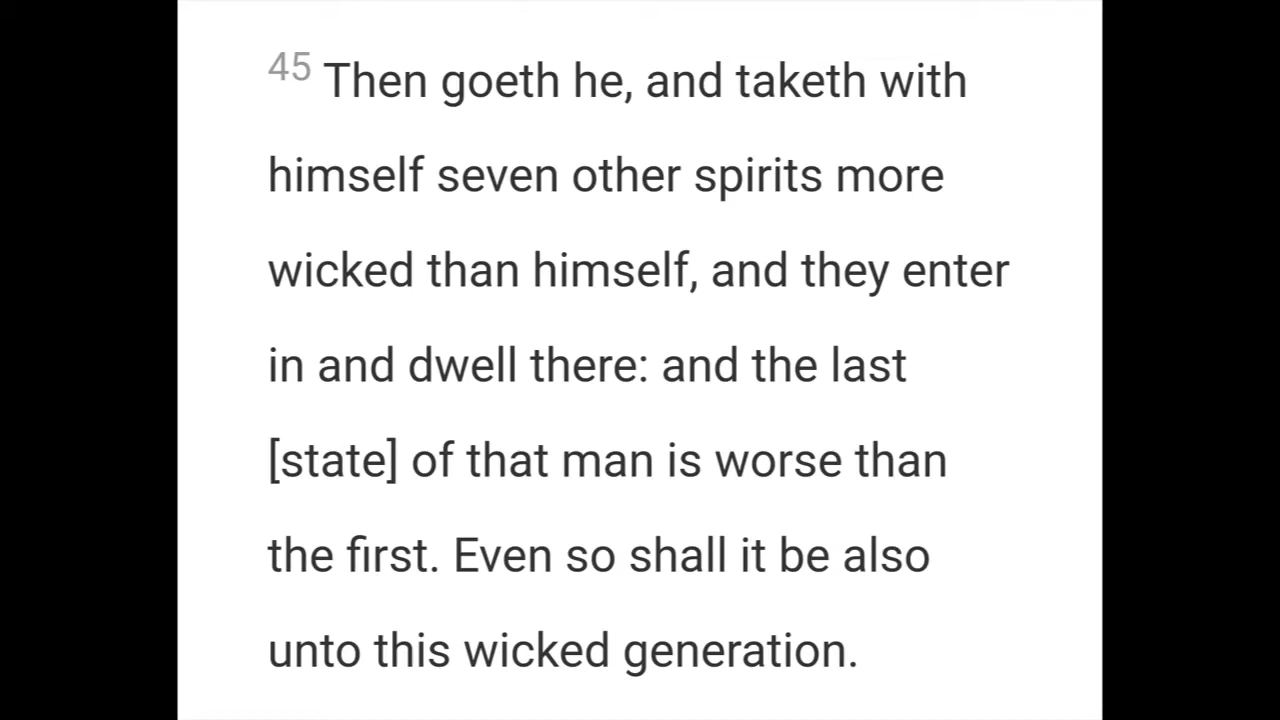 45 Then goeth he, and taketh with
himself seven other spirits more
wicked than himself, and they enter
in and dwell there: and the last
[state] of that man is worse than
the first. Even so shall it be also
unto this wicked generation.